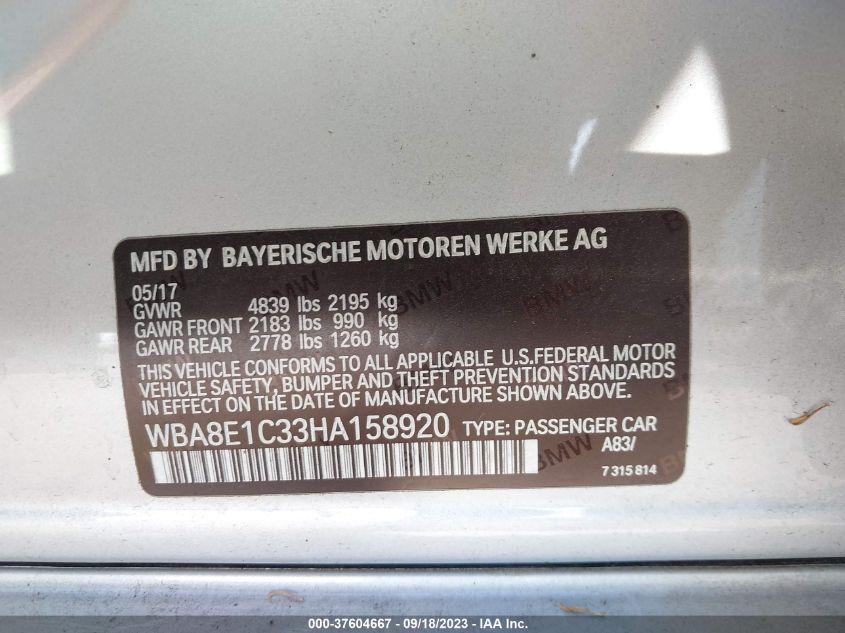 MFD BY BAYERISCHE MOTOREN WERKE AG
05/17
GVWR 4839 lbs 2195 kg
GAWR FRONT 2183 lbs 990 kg
GAWR REAR 2778 lbs 1260 kg
THIS VEHICLE CONFORMS TO ALL APPLICABLE U.S.FEDERAL MOTOR
VEHICLE SAFETY, BUMPER AND THEFT PREVENTION STANDARDS
IN EFFECT ON THE DATE OF MANUFACTURE SHOWN ABOVE.
WBA8E1C33HA158920 TYPE: PASSENGER CAR
A83/
7 315 814
000-37604667 - 09/18/2023 - IAA Inc.